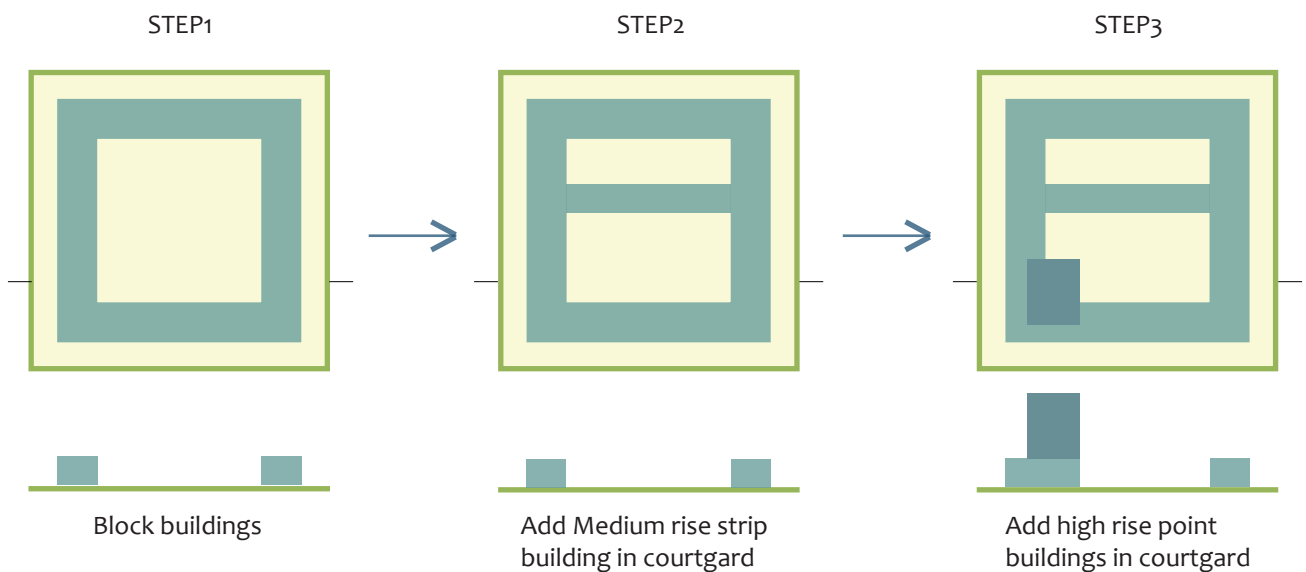 STEP1
STEP2
STEP3
Block buildings
Add Medium rise strip
building in courtgard
Add high rise point
buildings in courtgard